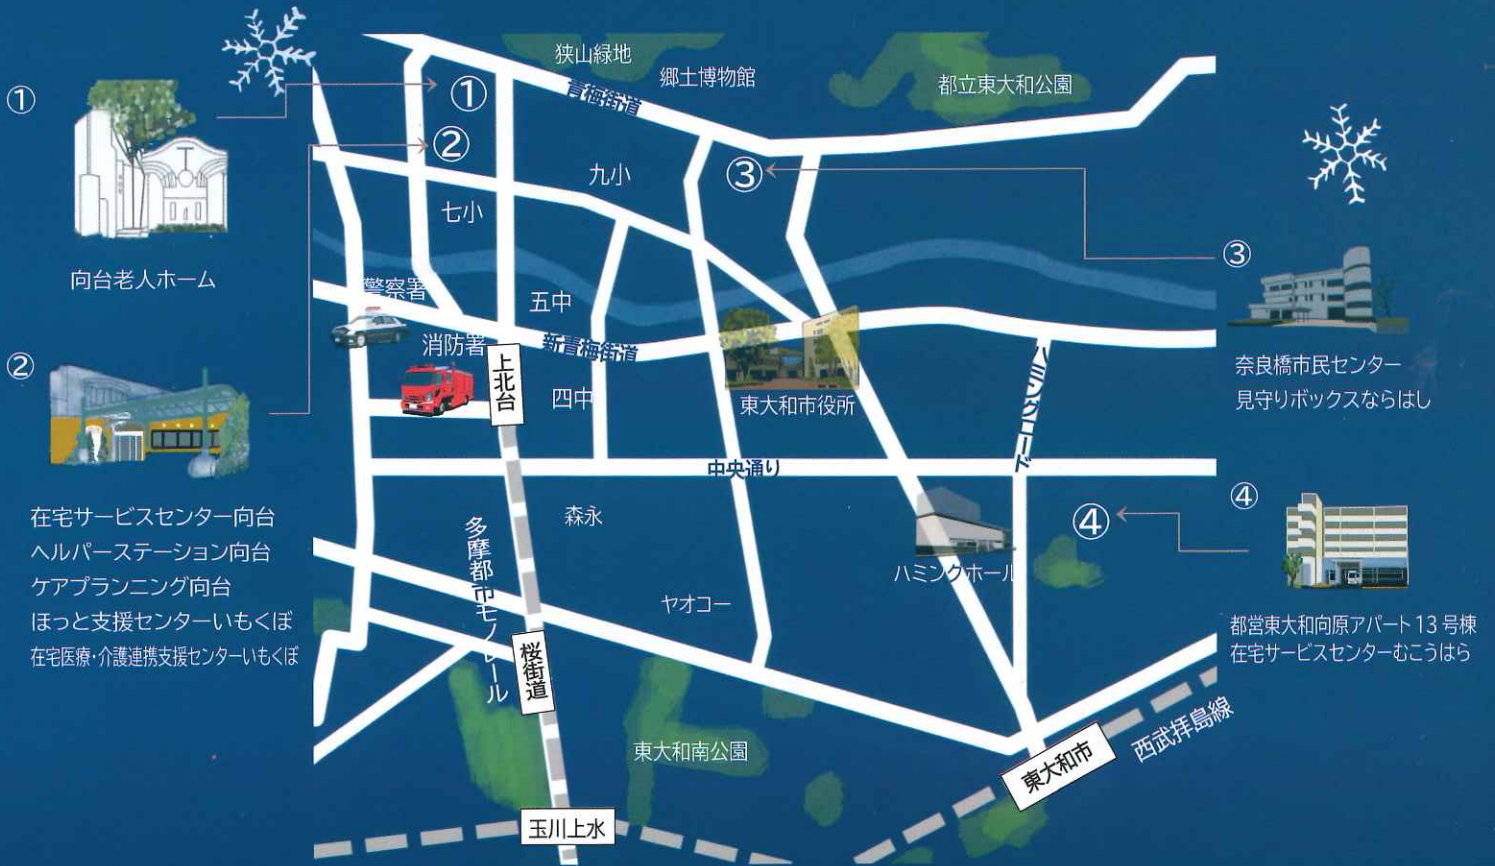 ①
向台老人ホーム
②
在宅サービスセンター向台
ヘルパーステーション向台
ケアプランニング向台
ほっと支援センターいもくぼ
在宅医療・介護連携支援センターいもくぼ
狭山緑地
郷土博物館
都立東大和公園
青梅街道
①
②
③
九小
七小
警察署
五中
消防署
新青梅街道
上北台
四中
東大和市役所
ハミングロード
中央通り
森永
④
多摩都市モノレール
ハミングホール
ヤオコー
桜街道
東大和南公園
東大和市
西武拝島線
玉川上水
③
奈良橋市民センター
見守りボックスならはし
④
都営東大和向原アパート13号棟
在宅サービスセンターむこうはら